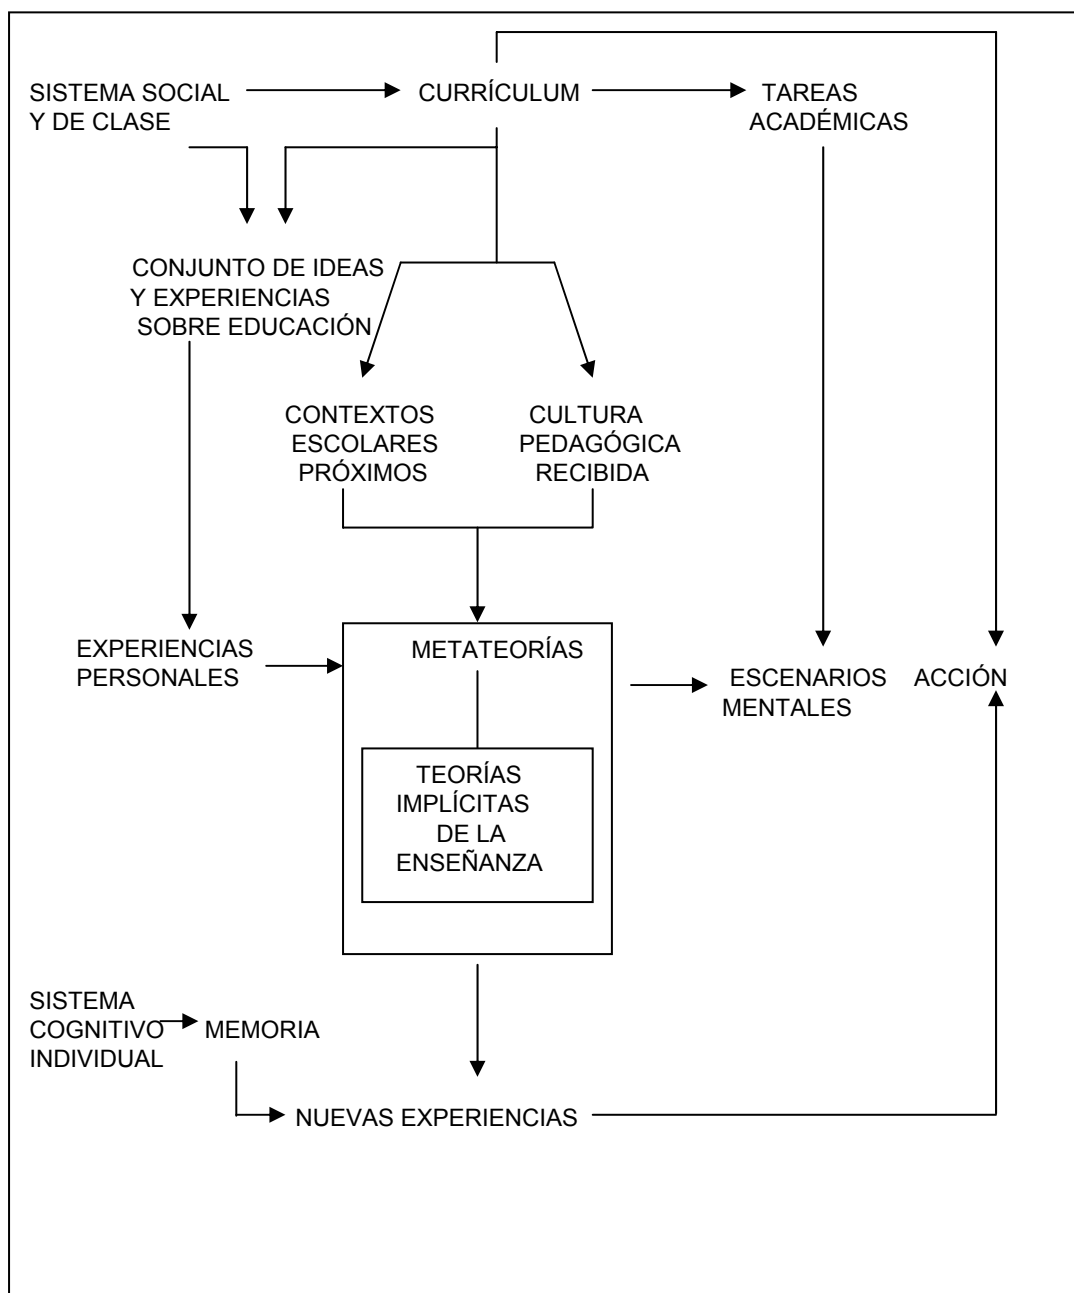 SISTEMA SOCIAL
Y DE CLASE
CURRÍCULUM
TAREAS
ACADÉMICAS
CONJUNTO DE IDEAS
Y EXPERIENCIAS
SOBRE EDUCACIÓN
CONTEXTOS
ESCOLARES
PRÓXIMOS
CULTURA
PEDAGÓGICA
RECIBIDA
EXPERIENCIAS
PERSONALES
METATEORÍAS
ESCENARIOS
MENTALES
ACCIÓN
TEORÍAS
IMPLÍCITAS
DE LA
ENSEÑANZA
SISTEMA
COGNITIVO
INDIVIDUAL
MEMORIA
NUEVAS EXPERIENCIAS